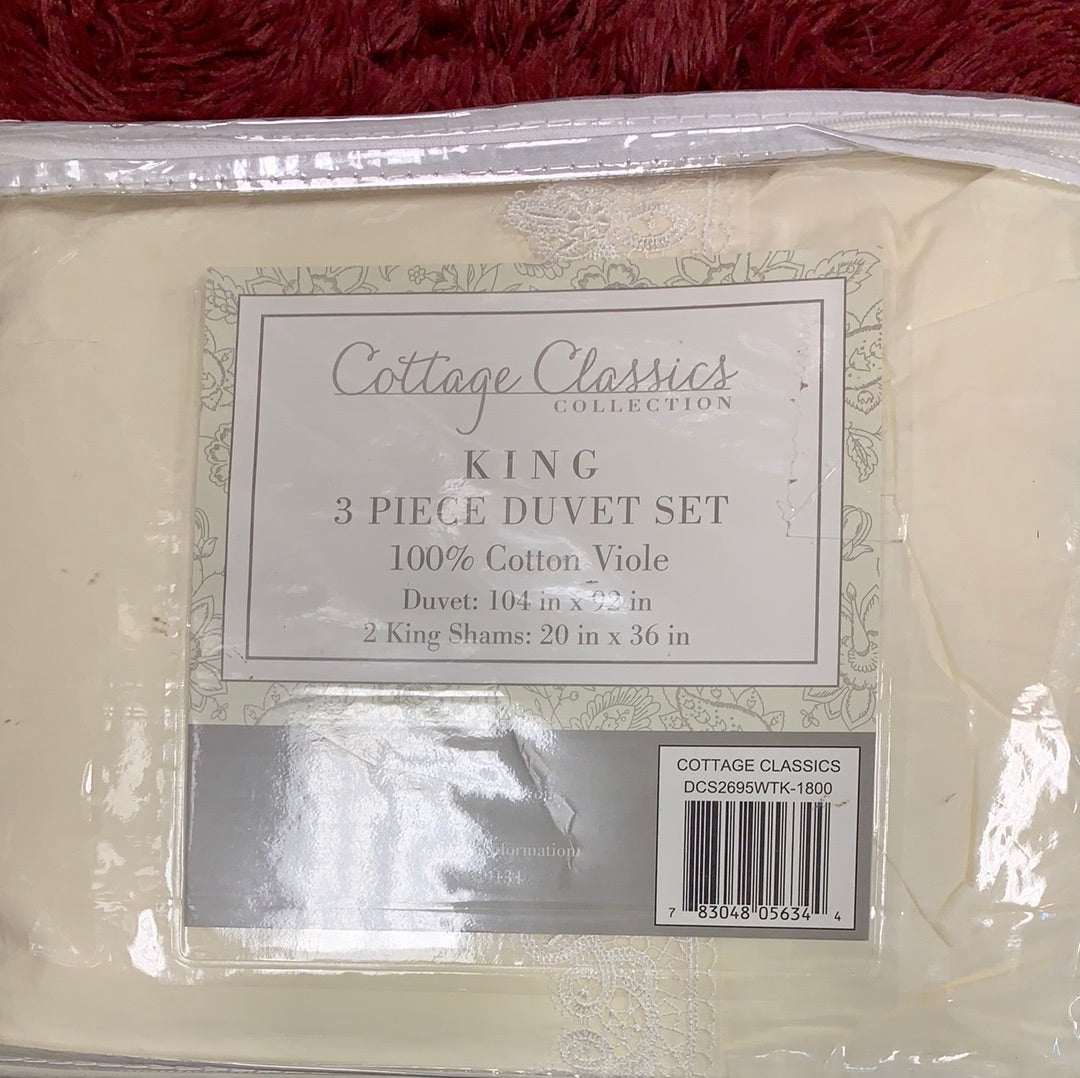 Cottage Classics
COLLECTION
KING
3 PIECE DUVET SET
100% Cotton Viole
Duvet: 104 in x 92 in
2 King Shams: 20 in x 36 in
COTTAGE CLASSICS
DCS2695WTK-1800
7 83048 05634 4